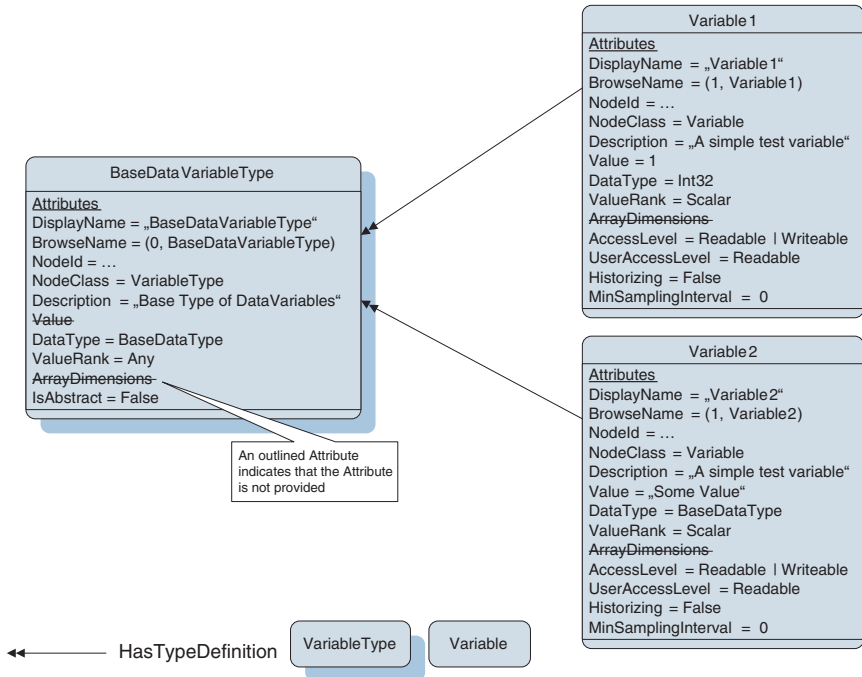 Variable1
Attributes
DisplayName = „Variable1“
BrowseName = (1, Variable1)
NodeId = ...
NodeClass = Variable
Description = „A simple test variable“
Value = 1
DataType = Int32
ValueRank = Scalar
ArrayDimensions
AccessLevel = Readable | Writeable
UserAccessLevel = Readable
Historizing = False
MinSamplingInterval = 0
BaseDataVariableType
Attributes
DisplayName = „BaseDataVariableType“
BrowseName = (0, BaseDataVariableType)
NodeId = ...
NodeClass = VariableType
Description = „Base Type of DataVariables“
Value
DataType = BaseDataType
ValueRank = Any
ArrayDimensions
IsAbstract = False
An outlined Attribute
indicates that the Attribute
is not provided
Variable2
Attributes
DisplayName = „Variable2“
BrowseName = (1, Variable2)
NodeId = ...
NodeClass = Variable
Description = „A simple test variable“
Value = „Some Value“
DataType = BaseDataType
ValueRank = Scalar
ArrayDimensions
AccessLevel = Readable | Writeable
UserAccessLevel = Readable
Historizing = False
MinSamplingInterval = 0
HasTypeDefinition
VariableType
Variable